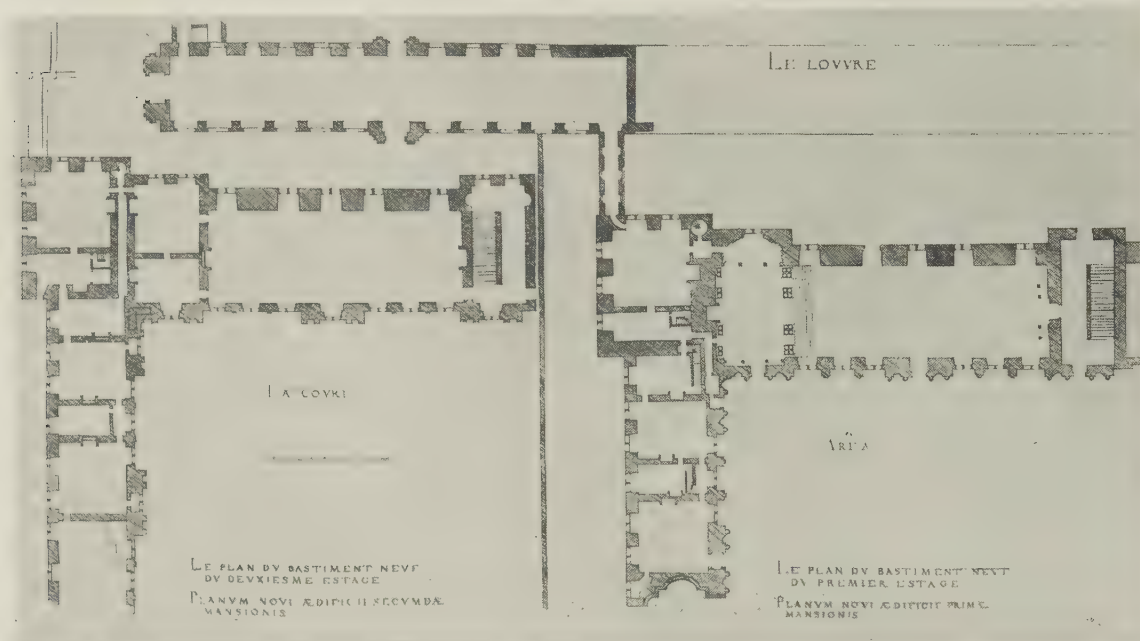 LE LOVVRE
LA COVRT
AREA
LE PLAN DV BASTIMENT NEVF
DV DEVXIESME ESTAGE
PLANVM NOVI ÆDIFICII SECVMDÆ
MANSIONIS
LE PLAN DV BASTIMENT NEVF
DV PREMIER ESTAGE
PLANVM NOVI ÆDIFICII PRIMÆ
MANSIONIS